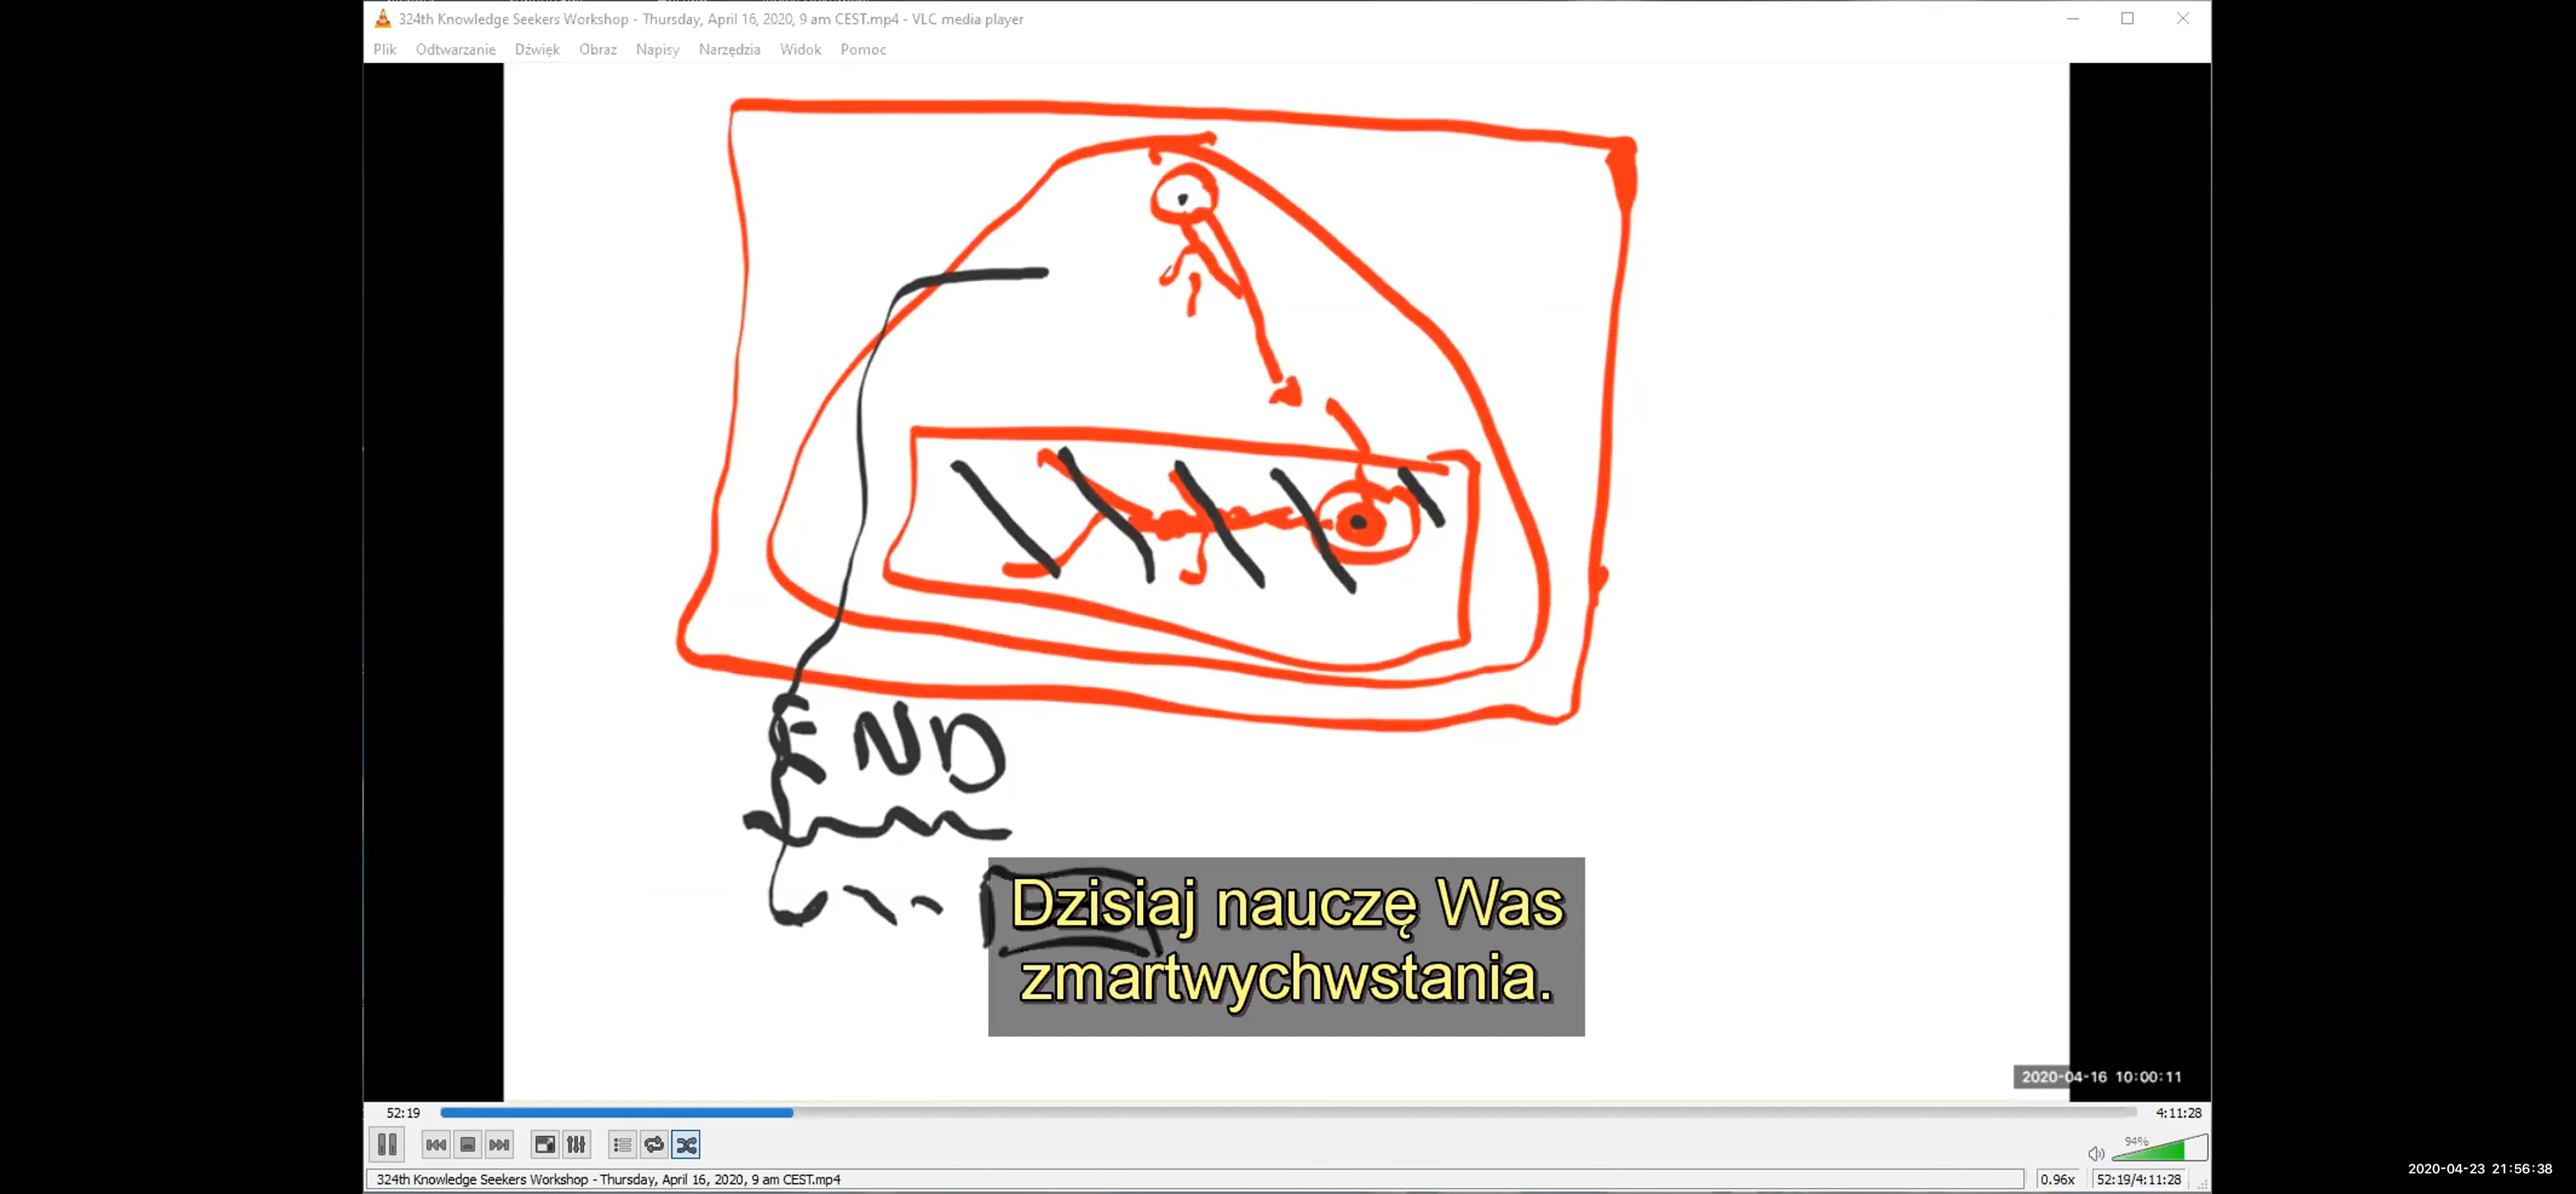 324th Knowledge Seekers Workshop - Thursday, April 16, 2020, 9 am CEST.mp4 - VLC media player
Plik Odtwarzanie Dźwięk Obraz Napisy Narzędzia Widok Pomoc
END
Dzisiaj nauczę Was
zmartwychwstania.
2020-04-16 10:00:11
52:19 4:11:28
94%
2020-04-23 21:56:38
324th Knowledge Seekers Workshop - Thursday, April 16, 2020, 9 am CEST.mp4 0.96x 52:19/4:11:28